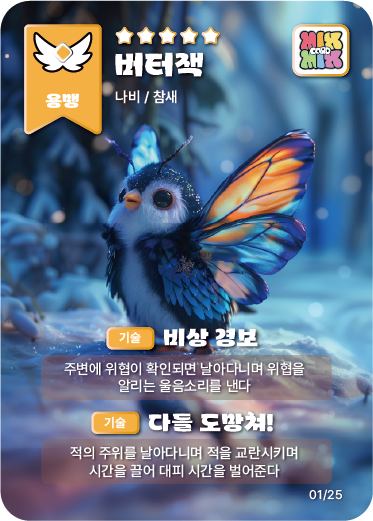 버터잭
나비 / 참새
용맹
MIX
CARD
MIX
기술 비상 경보
주변에 위협이 확인되면 날아다니며 위협을
알리는 울음소리를 낸다
기술 다들 도망쳐!
적의 주위를 날아다니며 적을 교란시키며
시간을 끌어 대피 시간을 벌어준다
01/25